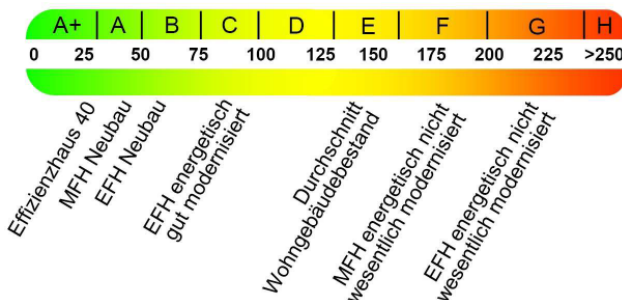 A+ A B C D E F G H
0 25 50 75 100 125 150 175 200 225 >250
Effizienzhaus 40
MFH Neubau
EFH Neubau
EFH energetisch
gut modernisiert
Durchschnitt
Wohngebäudebestand
MFH energetisch nicht
wesentlich modernisiert
EFH energetisch nicht
wesentlich modernisiert